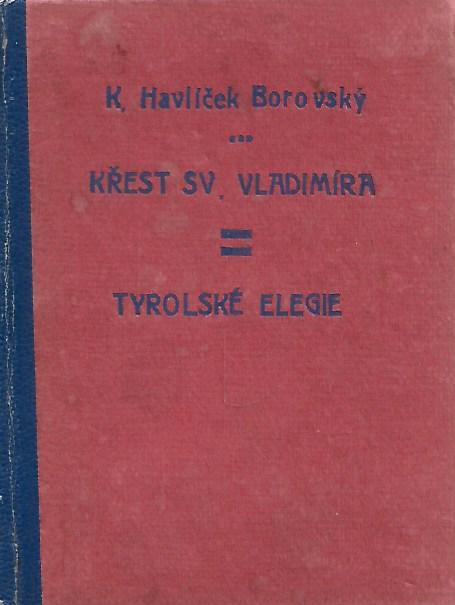 K. Havlíček Borovský
...
KŘEST SV. VLADIMÍRA
=
TYROLSKÉ ELEGIE